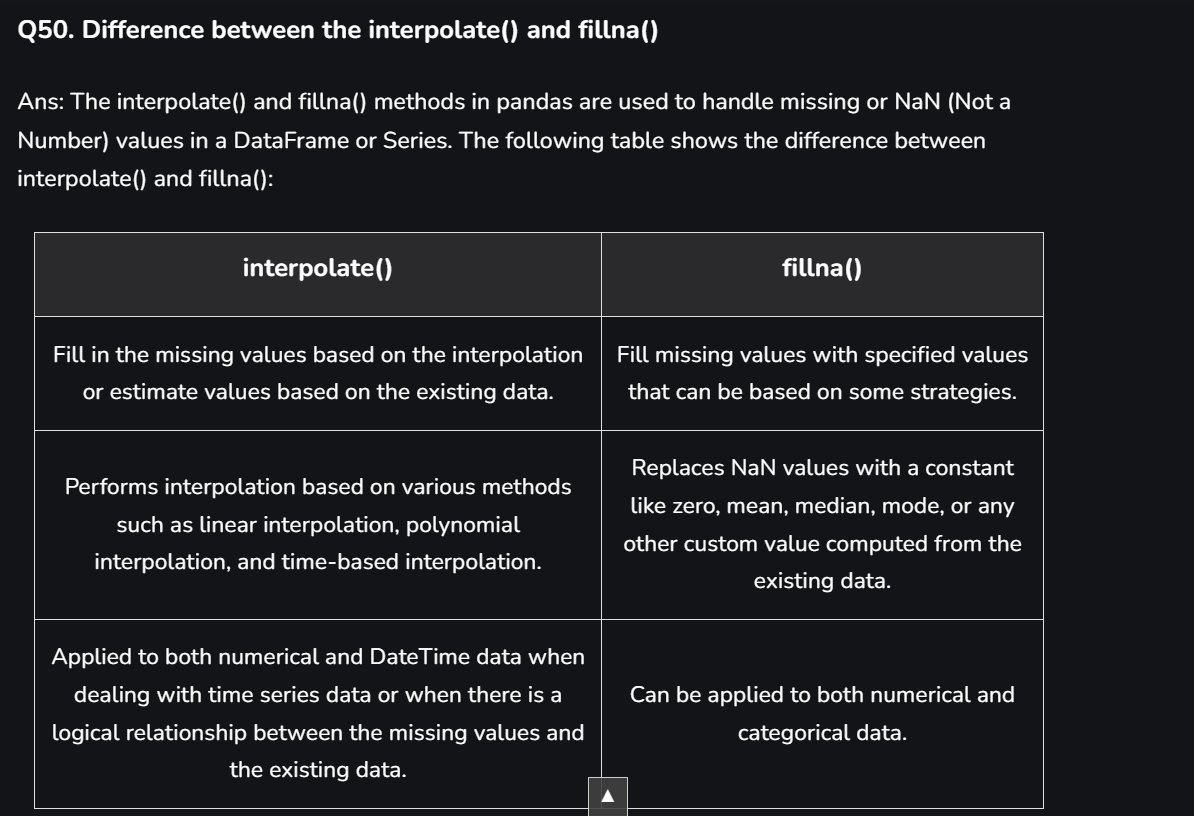 Q50. Difference between the interpolate() and fillna()
Ans: The interpolate() and fillna() methods in pandas are used to handle missing or NaN (Not a
Number) values in a DataFrame or Series. The following table shows the difference between
interpolate() and fillna():
interpolate()
fillna()
Fill in the missing values based on the interpolation
or estimate values based on the existing data.
Fill missing values with specified values
that can be based on some strategies.
Performs interpolation based on various methods
such as linear interpolation, polynomial
interpolation, and time-based interpolation.
Replaces NaN values with a constant
like zero, mean, median, mode, or any
other custom value computed from the
existing data.
Applied to both numerical and DateTime data when
dealing with time series data or when there is a
logical relationship between the missing values and
the existing data.
Can be applied to both numerical and
categorical data.